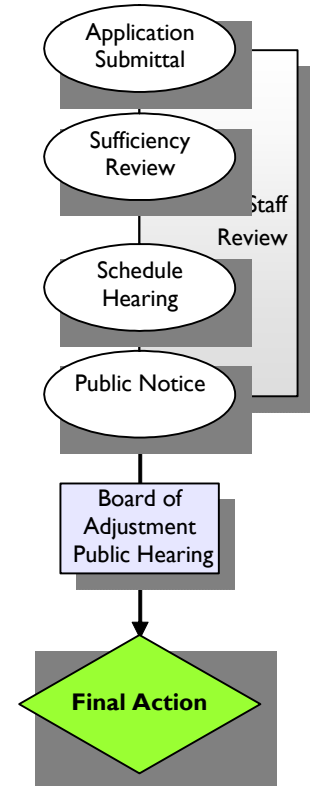 Application
Submittal
Sufficiency
Review
Staff
Review
Schedule
Hearing
Public Notice
Board of
Adjustment
Public Hearing
Final Action